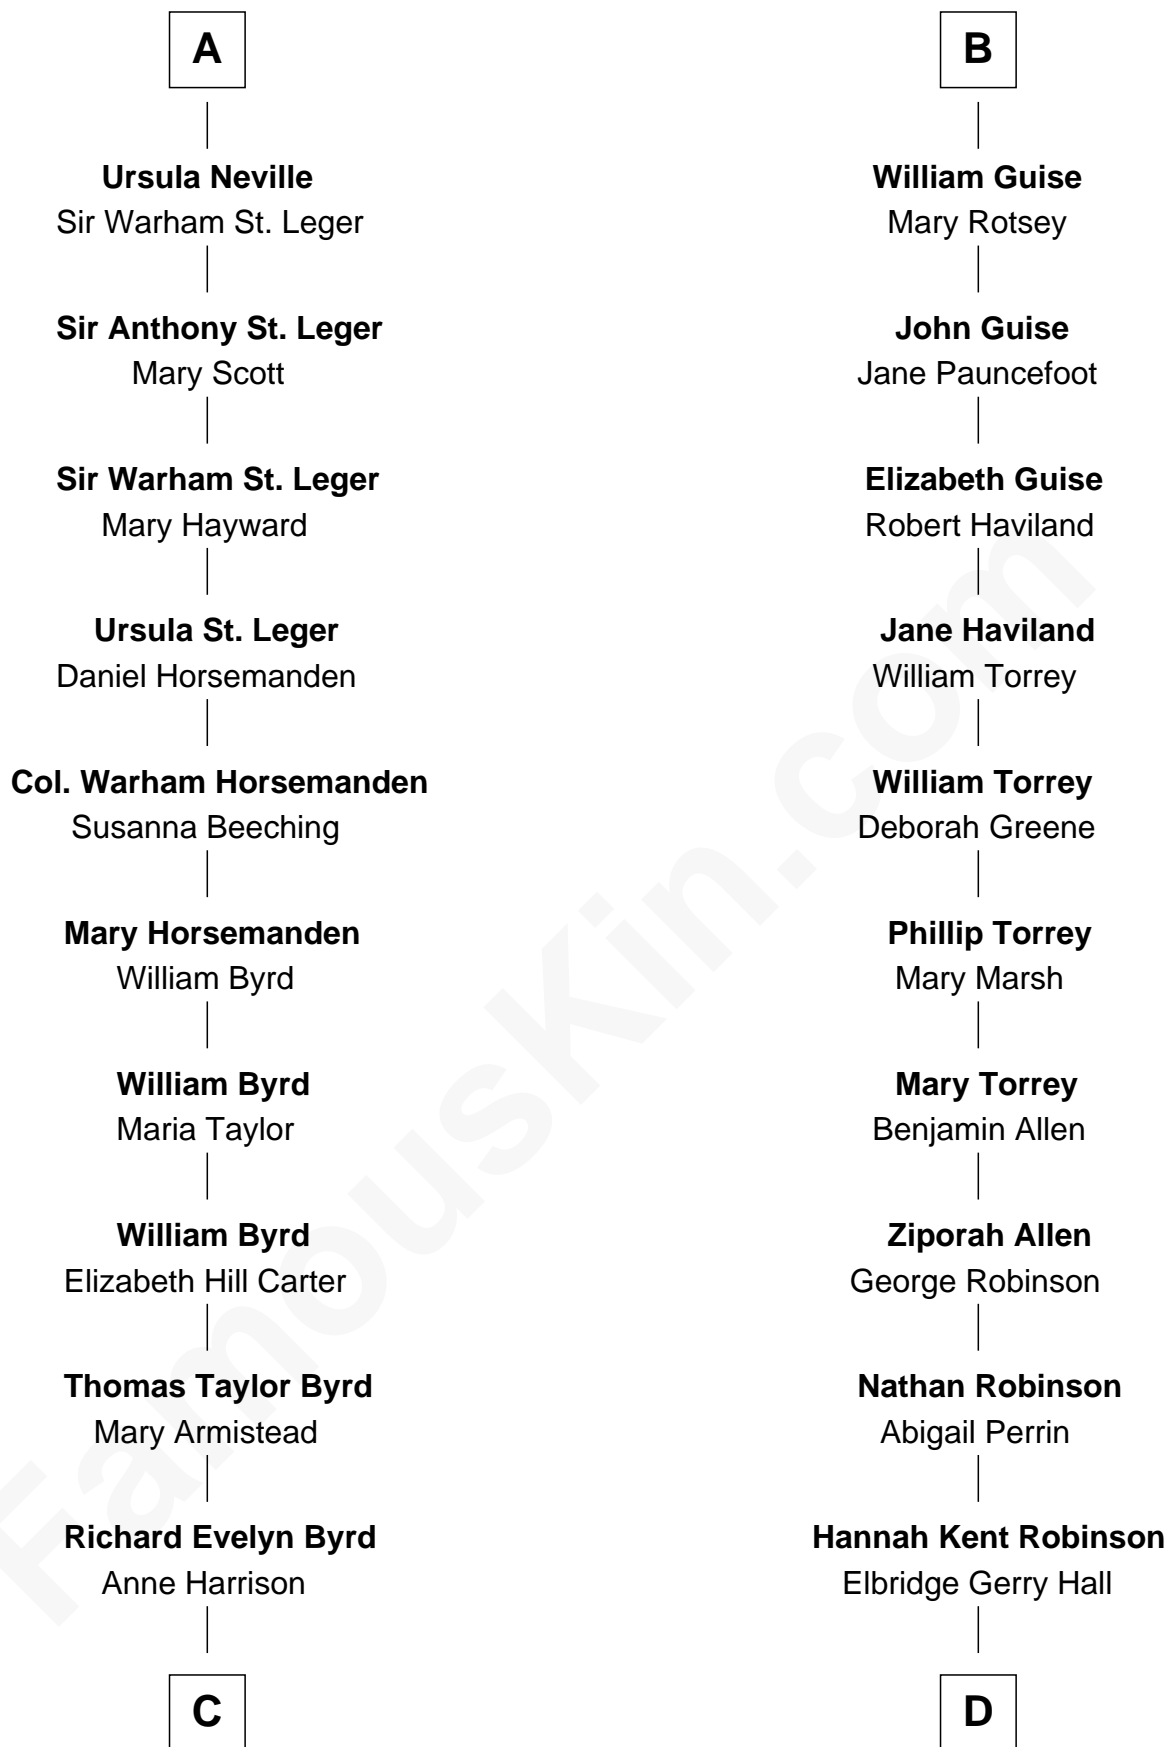 A
Ursula Neville
Sir Warham St. Leger
Sir Anthony St. Leger
Mary Scott
Sir Warham St. Leger
Mary Hayward
Ursula St. Leger
Daniel Horsemanden
Col. Warham Horsemanden
Susanna Beeching
Mary Horsemanden
William Byrd
William Byrd
Maria Taylor
William Byrd
Elizabeth Hill Carter
Thomas Taylor Byrd
Mary Armistead
Richard Evelyn Byrd
Anne Harrison
C
B
William Guise
Mary Rotsey
John Guise
Jane Pauncefoot
Elizabeth Guise
Robert Haviland
Jane Haviland
William Torrey
William Torrey
Deborah Greene
Phillip Torrey
Mary Marsh
Mary Torrey
Benjamin Allen
Ziporah Allen
George Robinson
Nathan Robinson
Abigail Perrin
Hannah Kent Robinson
Elbridge Gerry Hall
D
FamousKin.com